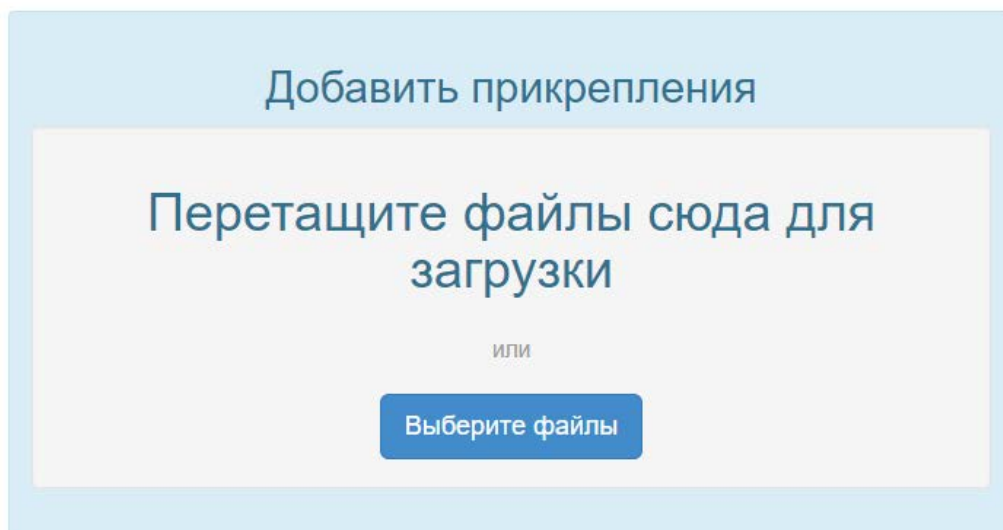 Добавить прикрепления
Перетащите файлы сюда для
загрузки
или
Выберите файлы